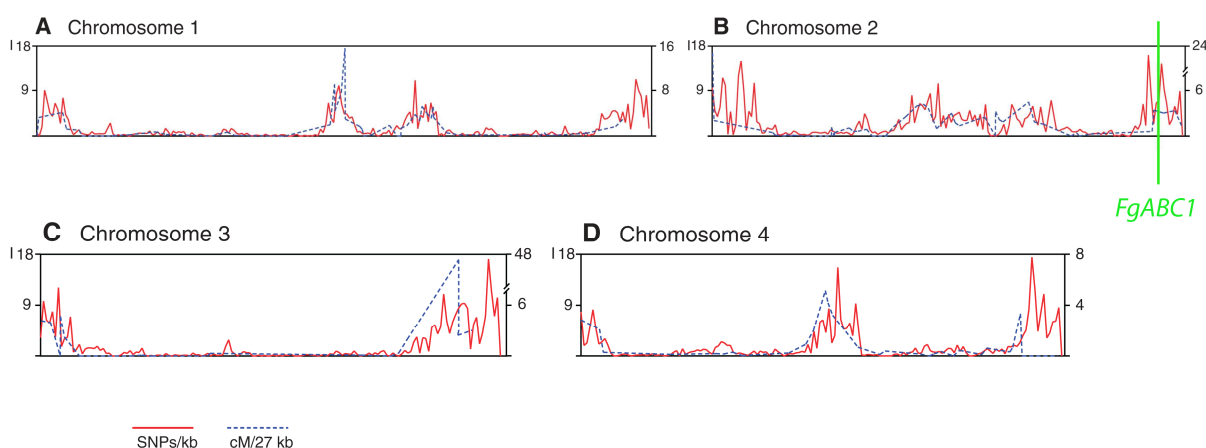 A Chromosome 1
18
9
16
8
B Chromosome 2
18
9
24
6
FgABC1
C Chromosome 3
18
9
48
6
D Chromosome 4
18
9
8
4
SNPs/kb
cM/27 kb